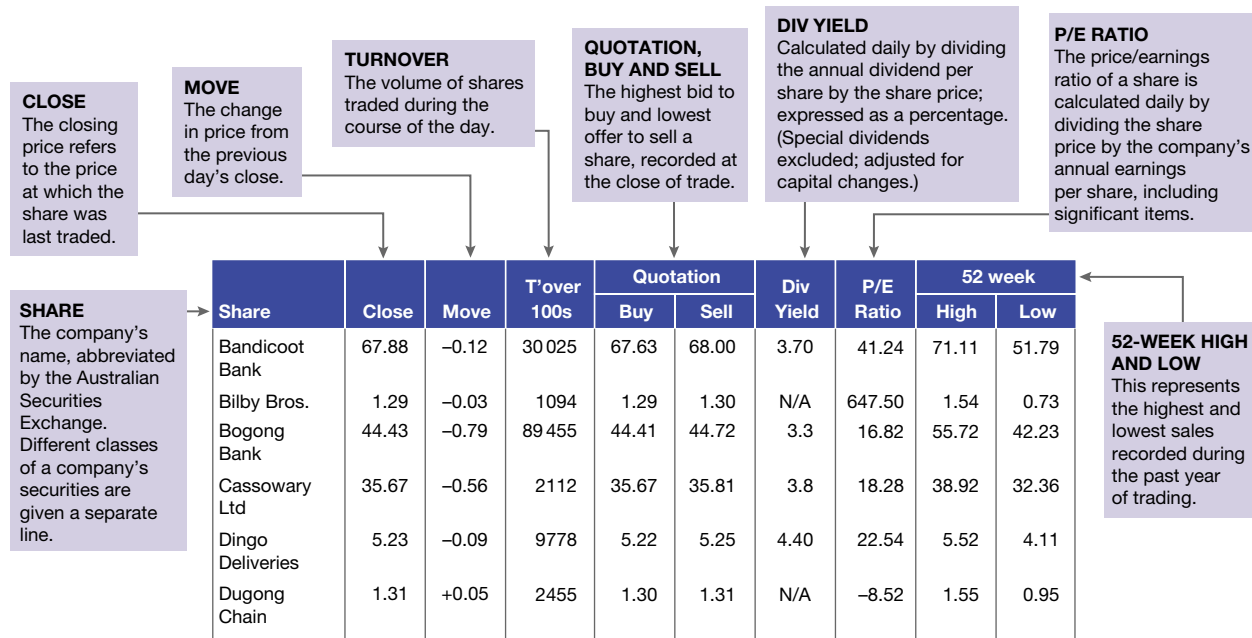 CLOSE
The closing
price refers
to the price
at which the
share was
last traded.
MOVE
The change
in price from
the previous
day’s close.
TURNOVER
The volume of shares
traded during the
course of the day.
QUOTATION,
BUY AND SELL
The highest bid to
buy and lowest
offer to sell a
share, recorded at
the close of trade.
DIV YIELD
Calculated daily by dividing
the annual dividend per
share by the share price;
expressed as a percentage.
(Special dividends
excluded; adjusted for
capital changes.)
P/E RATIO
The price/earnings
ratio of a share is
calculated daily by
dividing the share
price by the company’s
annual earnings
per share, including
significant items.
SHARE
The company’s
name, abbreviated
by the Australian
Securities
Exchange.
Different classes
of a company’s
securities are
given a separate
line.
Share Close Move T’over 100s Quotation Buy Sell Div Yield P/E Ratio 52 week High Low
Bandicoot Bank 67.88 –0.12 30 025 67.63 68.00 3.70 41.24 71.11 51.79
Bilby Bros. 1.29 –0.03 1094 1.29 1.30 N/A 647.50 1.54 0.73
Bogong Bank 44.43 –0.79 89 455 44.41 44.72 3.3 16.82 55.72 42.23
Cassowary Ltd 35.67 –0.56 2112 35.67 35.81 3.8 18.28 38.92 32.36
Dingo Deliveries 5.23 –0.09 9778 5.22 5.25 4.40 22.54 5.52 4.11
Dugong Chain 1.31 +0.05 2455 1.30 1.31 N/A –8.52 1.55 0.95
52-WEEK HIGH
AND LOW
This represents
the highest and
lowest sales
recorded during
the past year
of trading.